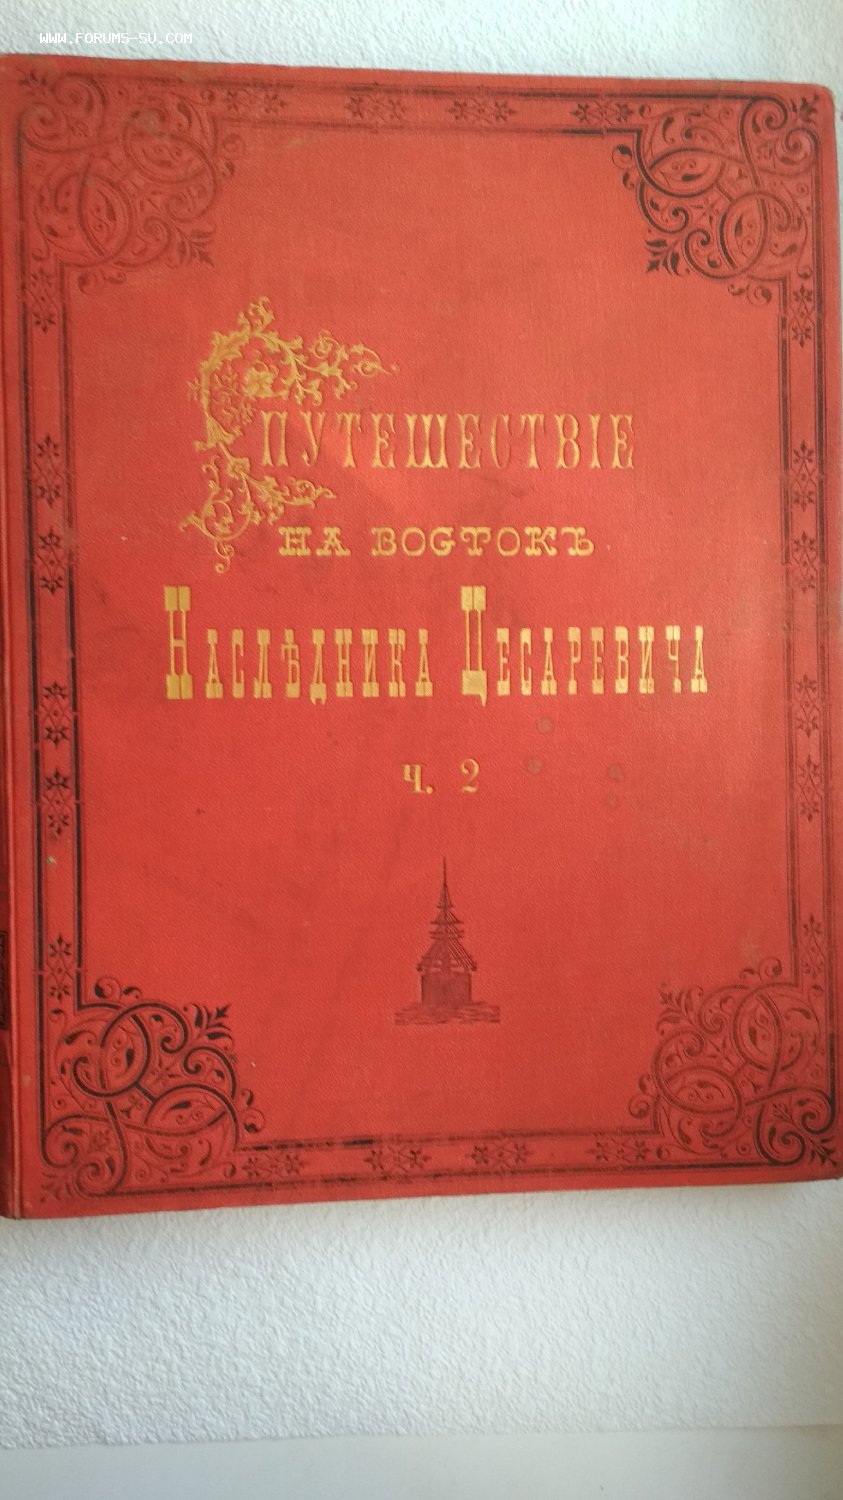 WWW.FORUMS-SU.COM
ПУТЕШЕСТВІЕ
НА ВОСТОКЪ
НАСЛѢДНИКА ЦЕСАРЕВИЧА
Ч. 2